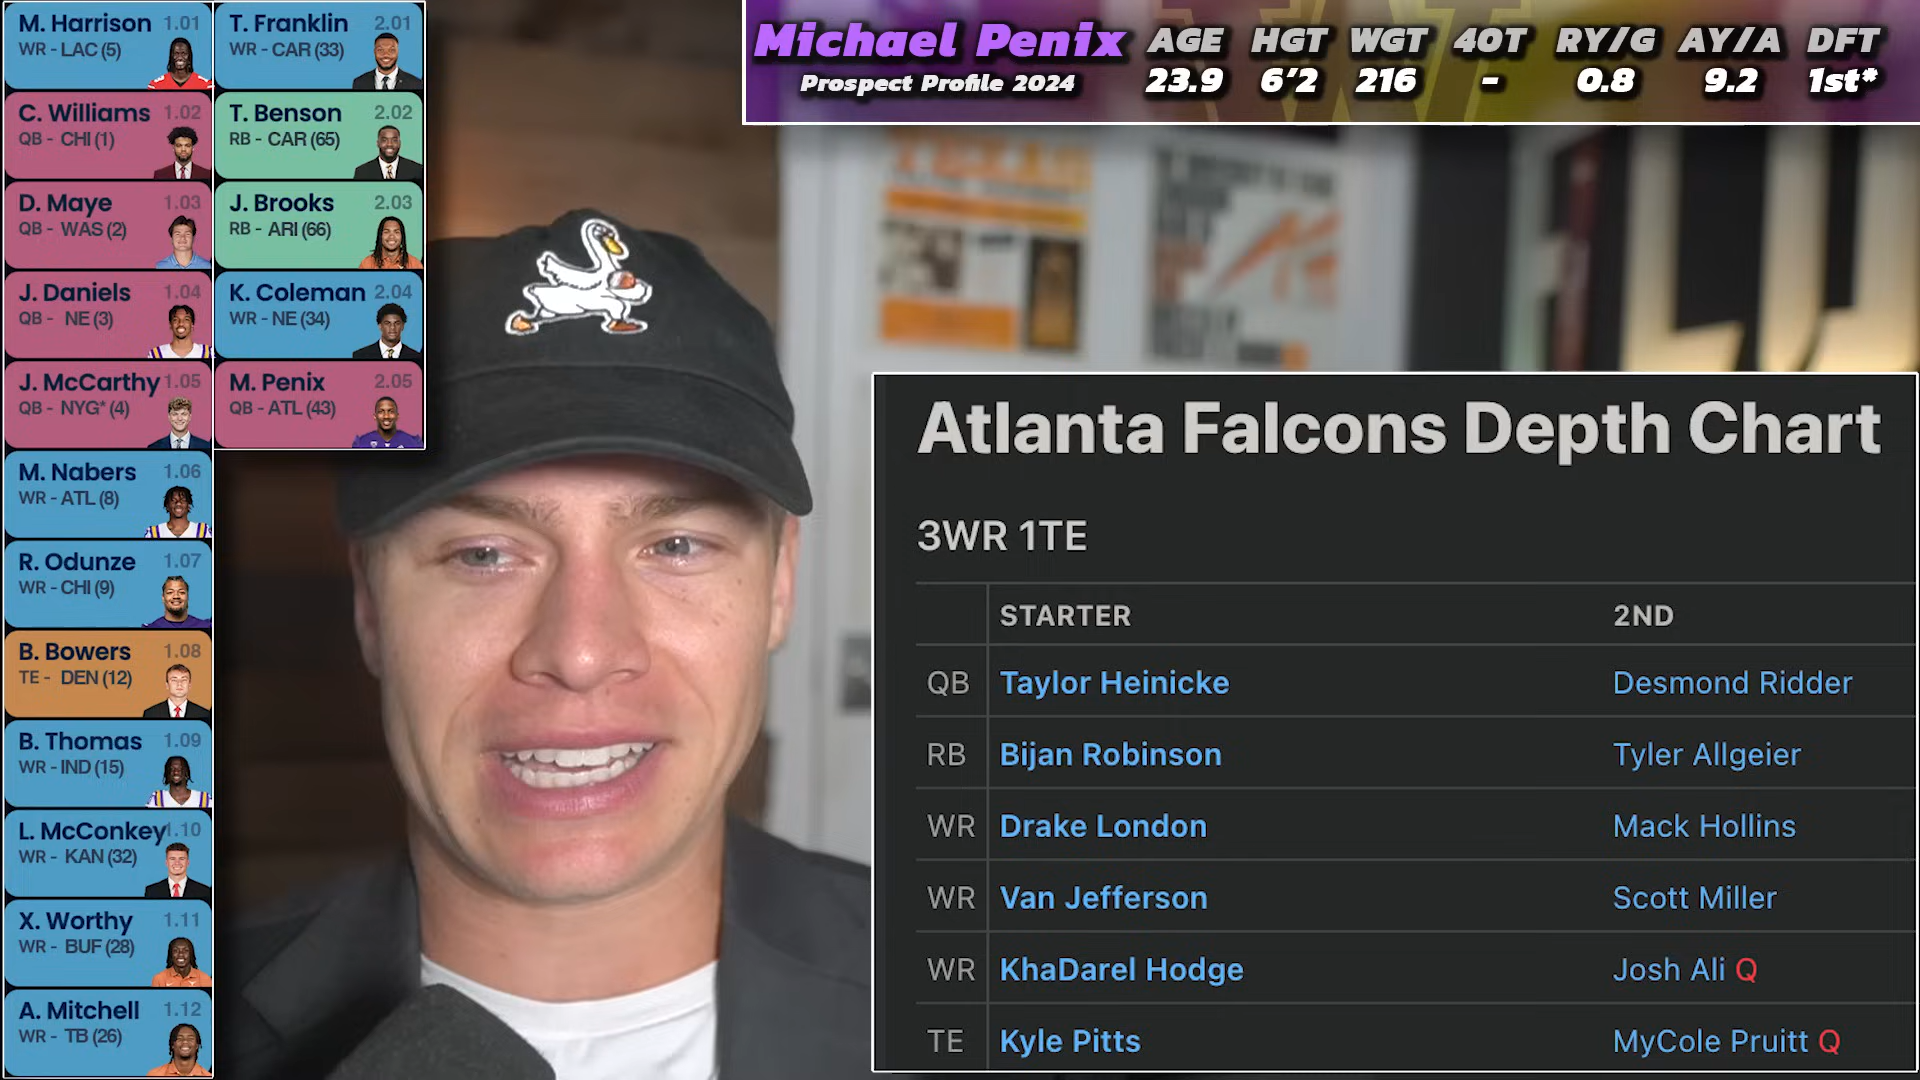 M. Harrison 1.01
WR - LAC (5)
C. Williams 1.02
QB - CHI (1)
D. Maye 1.03
QB - WAS (2)
J. Daniels 1.04
QB - NE (3)
J. McCarthy 1.05
QB - NYG* (4)
M. Nabers 1.06
WR - ATL (8)
R. Odunze 1.07
WR - CHI (9)
B. Bowers 1.08
TE - DEN (12)
B. Thomas 1.09
WR - IND (15)
L. McConkey 1.10
WR - KAN (32)
X. Worthy 1.11
WR - BUF (28)
A. Mitchell 1.12
WR - TB (26)
T. Franklin 2.01
WR - CAR (33)
T. Benson 2.02
RB - CAR (65)
J. Brooks 2.03
RB - ARI (66)
K. Coleman 2.04
WR - NE (34)
M. Penix 2.05
QB - ATL (43)
Michael Penix
Prospect Profile 2024
AGE HGT WGT 40T RY/G AY/A DFT
23.9 6'2 216 - 0.8 9.2 1st*
Atlanta Falcons Depth Chart
3WR 1TE
STARTER 2ND
QB Taylor Heinicke Desmond Ridder
RB Bijan Robinson Tyler Allgeier
WR Drake London Mack Hollins
WR Van Jefferson Scott Miller
WR KhaDarel Hodge Josh Ali Q
TE Kyle Pitts MyCole Pruitt Q